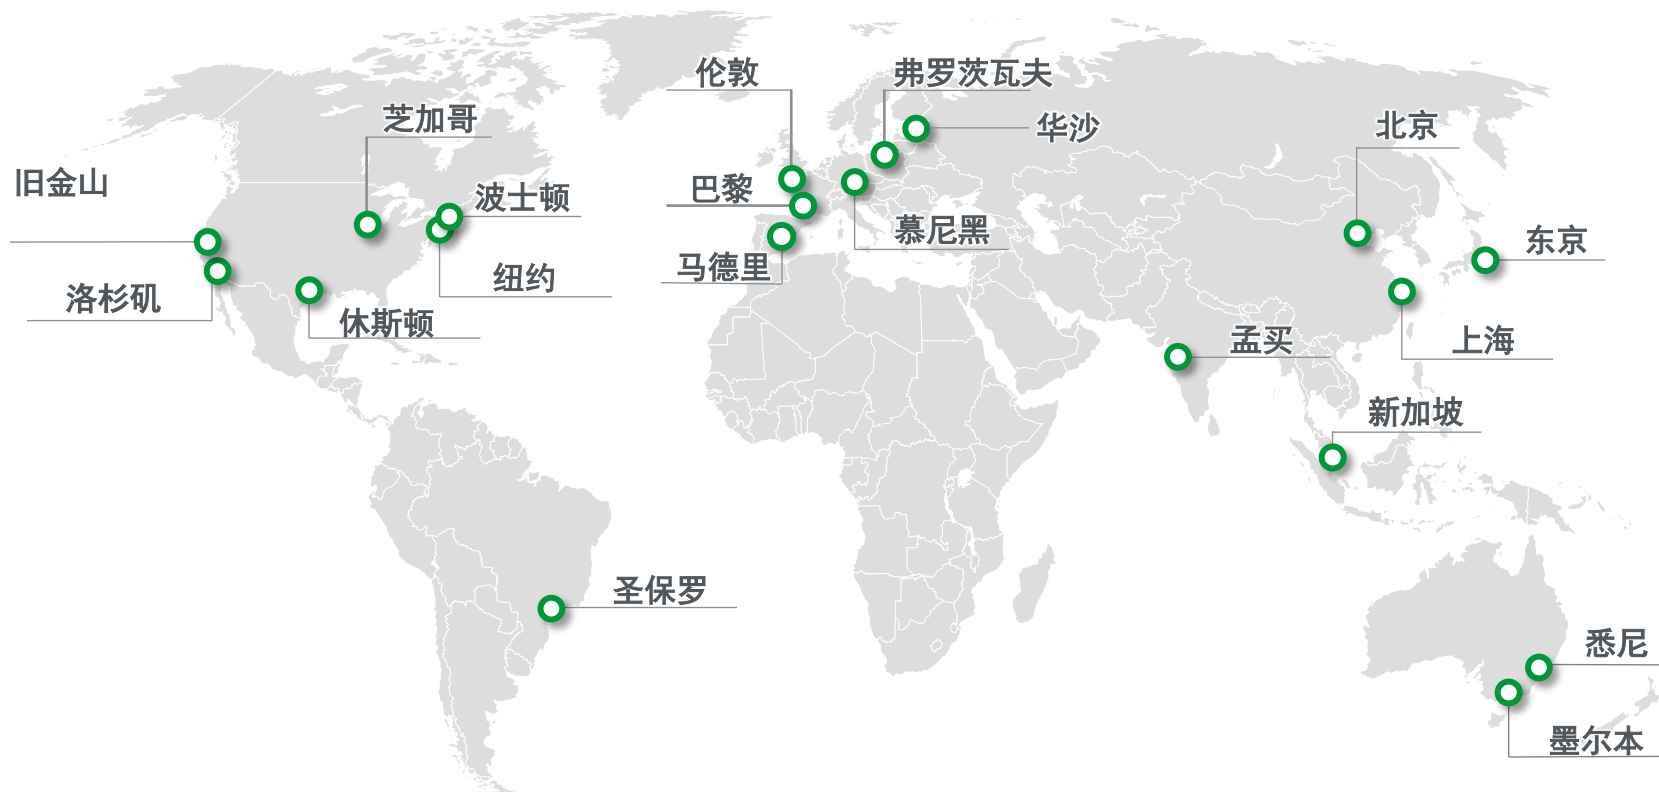 伦敦
弗罗茨瓦夫
芝加哥
华沙
北京
旧金山
波士顿
巴黎
慕尼黑
东京
纽约
马德里
洛杉矶
休斯顿
孟买
上海
新加坡
圣保罗
悉尼
墨尔本